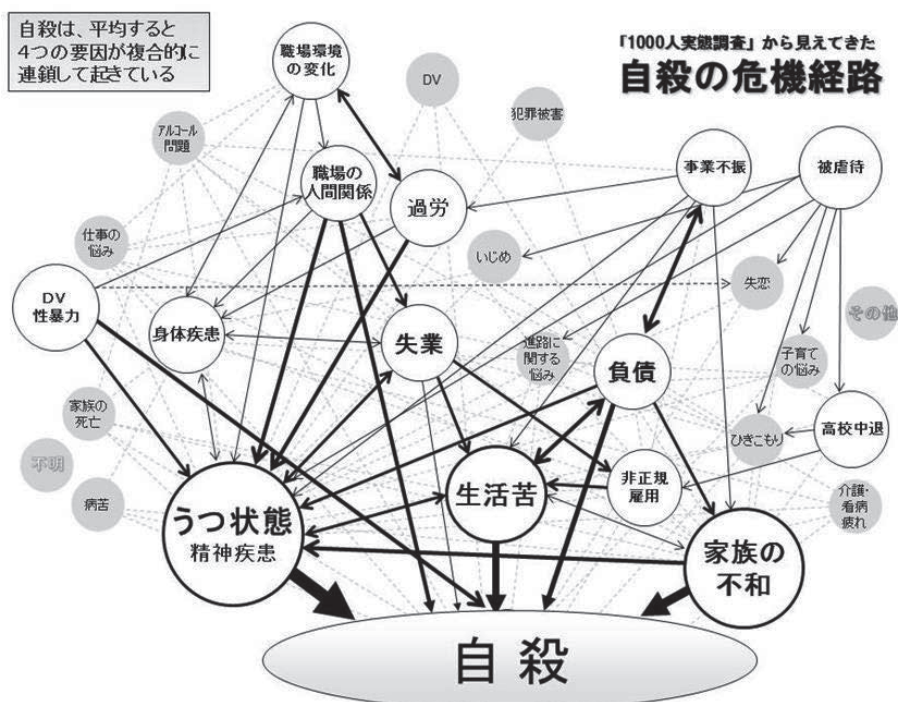 自殺は、平均すると
4つの要因が複合的に
連鎖して起きている
「1000人実態調査」から見えてきた
自殺の危機経路
職場環境
の変化
DV
犯罪被害
アルコール
問題
職場の
人間関係
過労
事業不振
被虐待
仕事の
悩み
いじめ
失恋
DV
性暴力
身体疾患
失業
進路に
関する
悩み
負債
子育て
の悩み
その他
家族の
死亡
ひきこもり
高校中退
不明
病苦
うつ状態
精神疾患
生活苦
非正規
雇用
介護・
看病
疲れ
家族の
不和
自殺